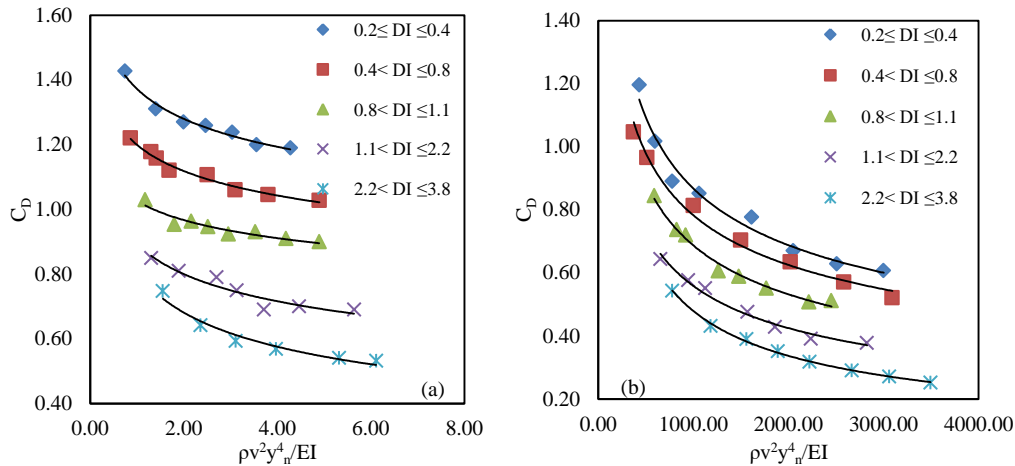 1.60
1.40
1.20
1.00
0.80
0.60
0.40
C_D
0.00 2.00 4.00 6.00 8.00
ρv²y⁴ₙ/EI
0.2≤ DI ≤0.4
0.4< DI ≤0.8
0.8< DI ≤1.1
1.1< DI ≤2.2
2.2< DI ≤3.8
(a)
1.40
1.20
1.00
0.80
0.60
0.40
0.20
C_D
0.00 1000.00 2000.00 3000.00 4000.00
ρv²y⁴ₙ/EI
0.2≤ DI ≤0.4
0.4< DI ≤0.8
0.8< DI ≤1.1
1.1< DI ≤2.2
2.2< DI ≤3.8
(b)